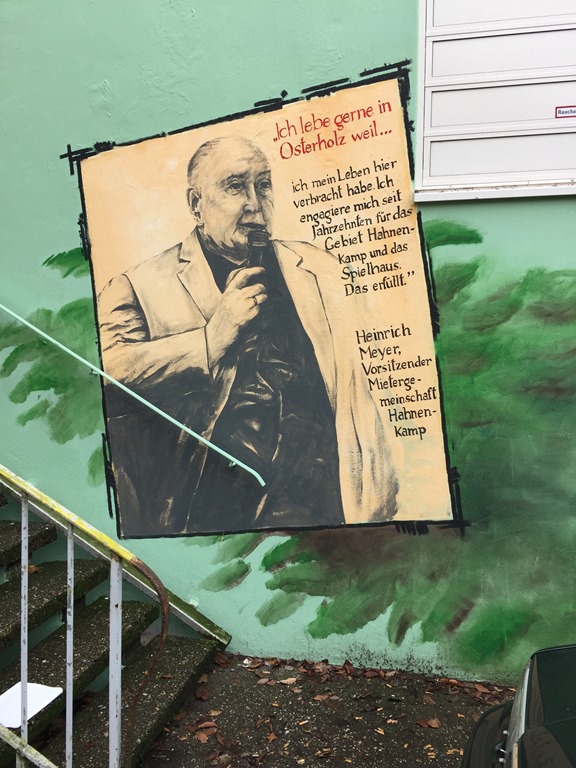 „Ich lebe gerne in
Osterholz weil...
ich mein Leben hier
verbracht habe. Ich
engagiere mich seit
Jahrzehnten für das
Gebiet Hahnen-
kamp und das
Spielhaus.
Das erfüllt.”
Heinrich
Meyer,
Vorsitzender
Mieterge-
meinschaft
Hahnen-
kamp